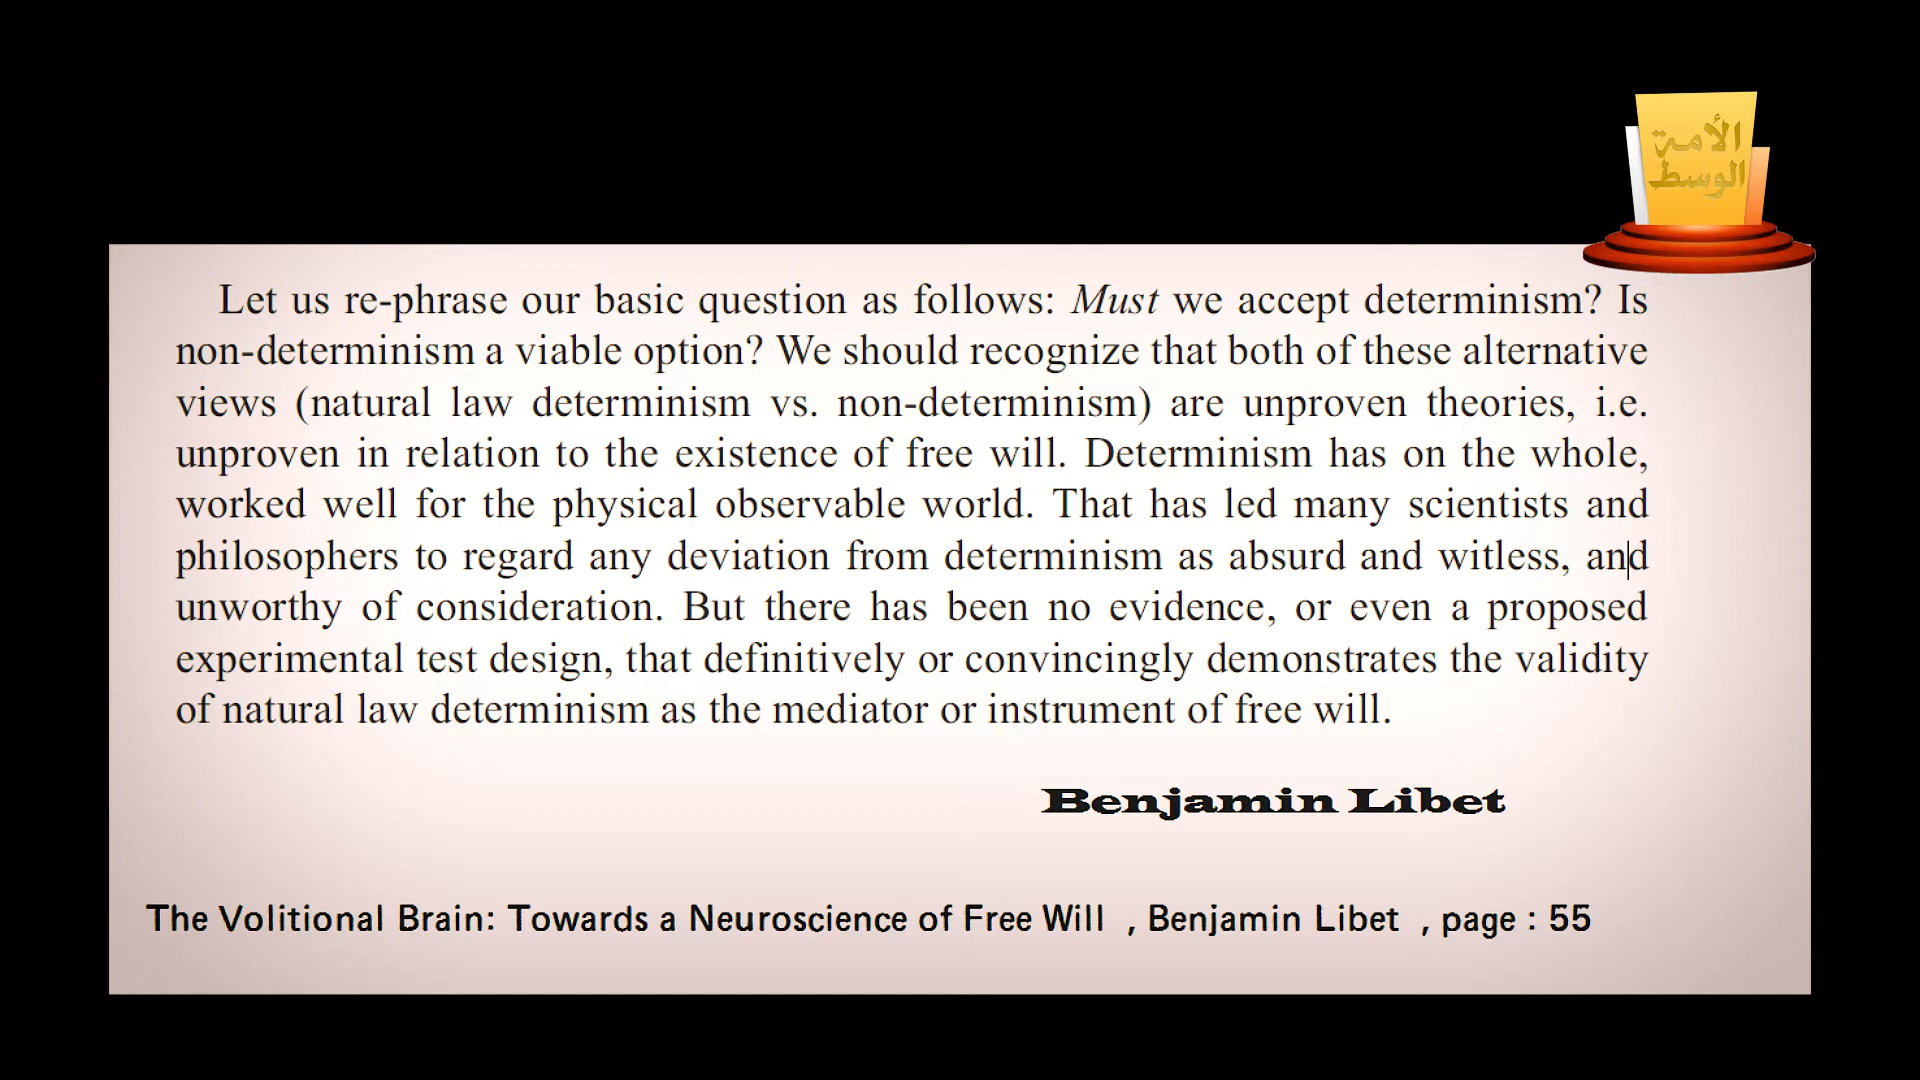 الأمة
الوسط
Let us re-phrase our basic question as follows: Must we accept determinism? Is
non-determinism a viable option? We should recognize that both of these alternative
views (natural law determinism vs. non-determinism) are unproven theories, i.e.
unproven in relation to the existence of free will. Determinism has on the whole,
worked well for the physical observable world. That has led many scientists and
philosophers to regard any deviation from determinism as absurd and witless, and
unworthy of consideration. But there has been no evidence, or even a proposed
experimental test design, that definitively or convincingly demonstrates the validity
of natural law determinism as the mediator or instrument of free will.
Benjamin Libet
The Volitional Brain: Towards a Neuroscience of Free Will , Benjamin Libet , page : 55